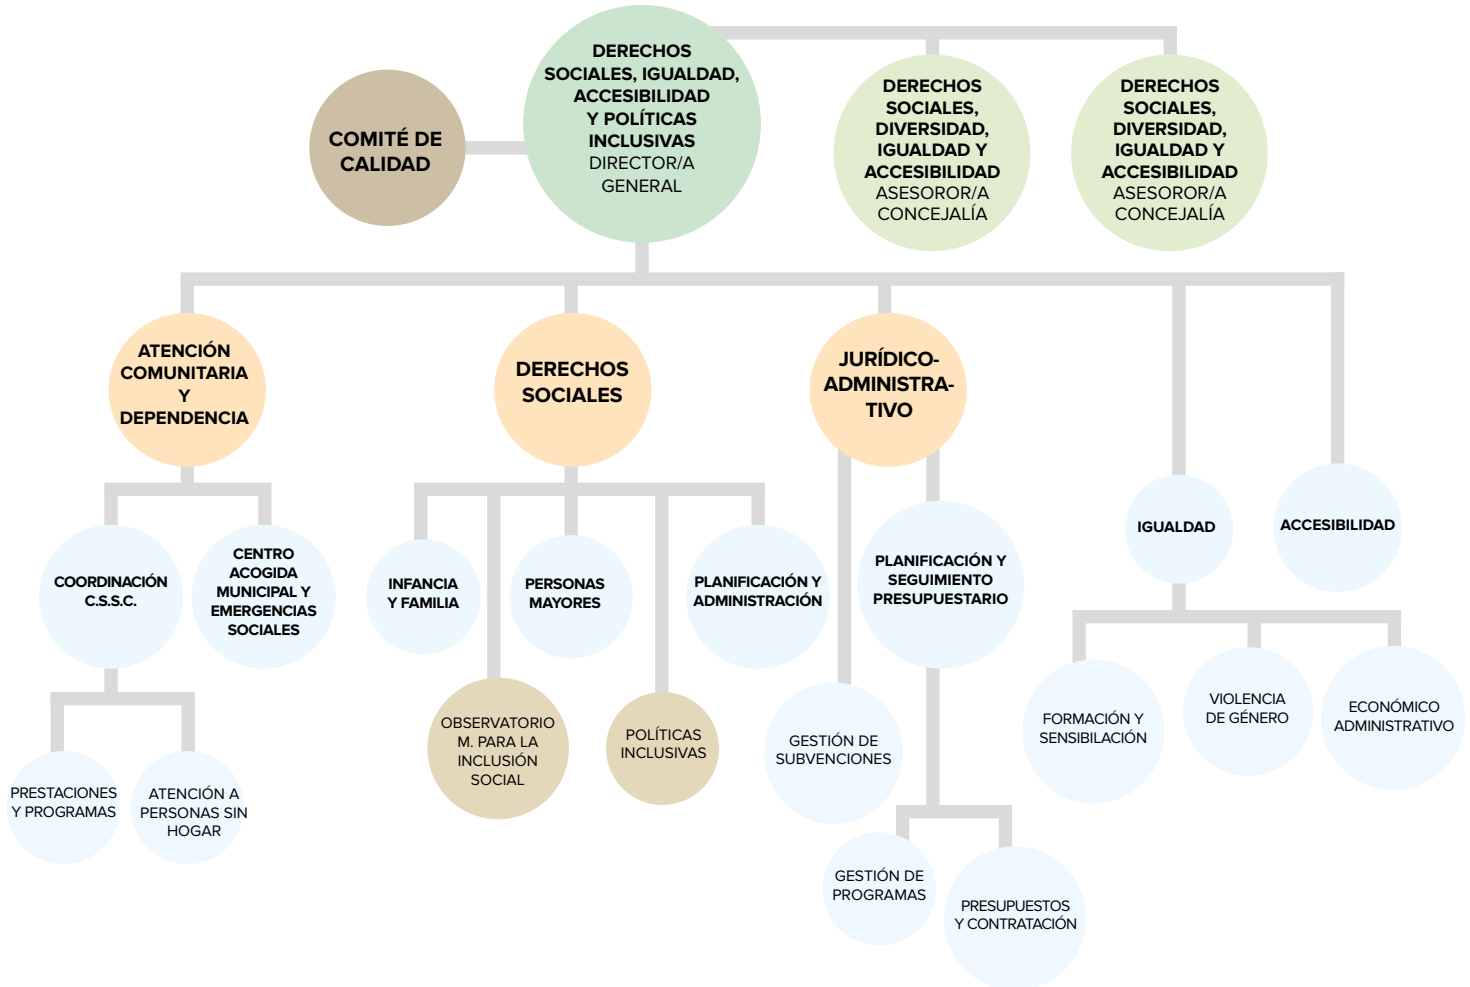 DERECHOS
SOCIALES, IGUALDAD,
ACCESIBILIDAD
Y POLÍTICAS
INCLUSIVAS
DIRECTOR/A
GENERAL
COMITÉ DE
CALIDAD
DERECHOS
SOCIALES,
DIVERSIDAD,
IGUALDAD Y
ACCESIBILIDAD
ASESOROR/A
CONCEJALÍA
DERECHOS
SOCIALES,
DIVERSIDAD,
IGUALDAD Y
ACCESIBILIDAD
ASESOROR/A
CONCEJALÍA
ATENCIÓN
COMUNITARIA
Y
DEPENDENCIA
DERECHOS
SOCIALES
JURÍDICO-
ADMINISTRA-
TIVO
IGUALDAD
ACCESIBILIDAD
COORDINACIÓN
C.S.S.C.
CENTRO
ACOGIDA
MUNICIPAL Y
EMERGENCIAS
SOCIALES
INFANCIA
Y FAMILIA
PERSONAS
MAYORES
PLANIFICACIÓN Y
ADMINISTRACIÓN
PLANIFICACIÓN Y
SEGUIMIENTO
PRESUPUESTARIO
OBSERVATORIO
M. PARA LA
INCLUSIÓN
SOCIAL
POLÍTICAS
INCLUSIVAS
GESTIÓN DE
SUBVENCIONES
FORMACIÓN Y
SENSIBILACIÓN
VIOLENCIA
DE GÉNERO
ECONÓMICO
ADMINISTRATIVO
PRESTACIONES
Y PROGRAMAS
ATENCIÓN A
PERSONAS SIN
HOGAR
GESTIÓN DE
PROGRAMAS
PRESUPUESTOS
Y CONTRATACIÓN